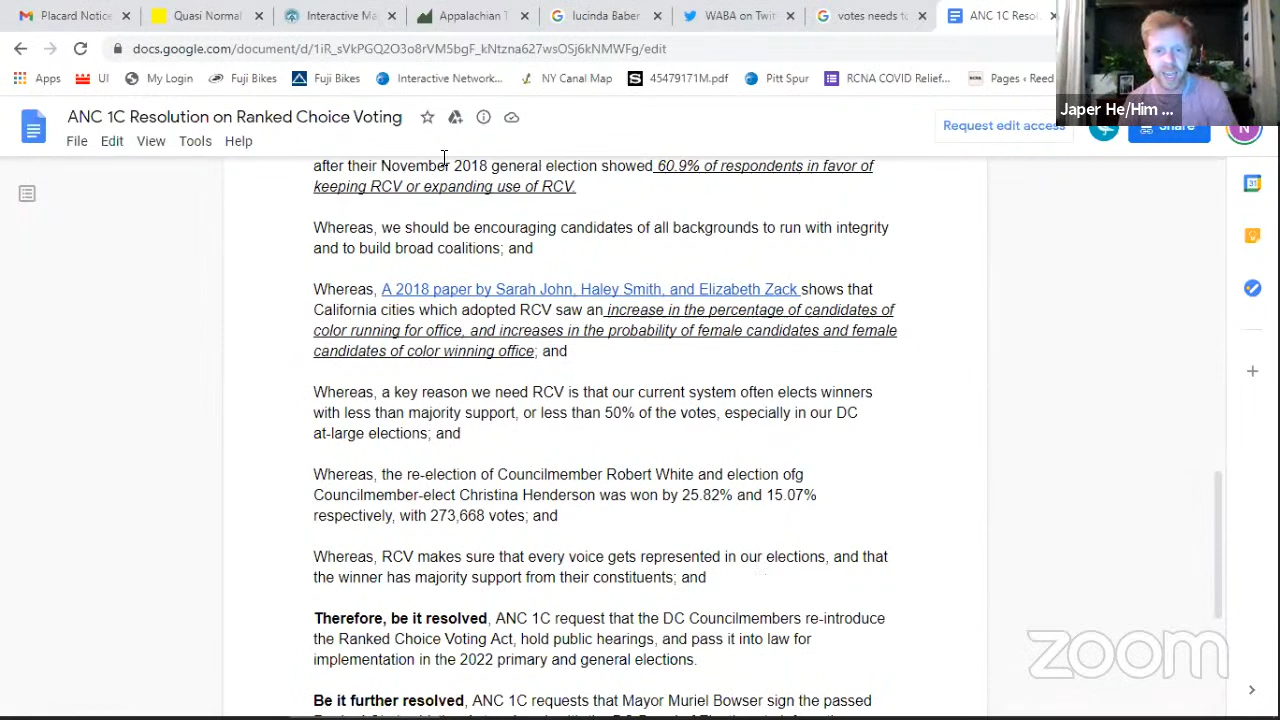 Placard Notice
Quasi Normal
Interactive Ma
Appalachian T
lucinda Baber
WABA on Twit
votes needs to
ANC 1C Resol
docs.google.com/document/d/1iR_sVkPGQ2O3o8rVM5bgF_kNtzna627wsOSj6kNMWFg/edit
Apps
UI
My Login
Fuji Bikes
Fuji Bikes
Interactive Network...
NY Canal Map
45479171M.pdf
Pitt Spur
RCNA COVID Relief...
Pages ‹ Reed
Japer He/Him ...
ANC 1C Resolution on Ranked Choice Voting
Request edit access
Share
N
File Edit View Tools Help
after their November 2018 general election showed 60.9% of respondents in favor of
keeping RCV or expanding use of RCV.
Whereas, we should be encouraging candidates of all backgrounds to run with integrity
and to build broad coalitions; and
Whereas, A 2018 paper by Sarah John, Haley Smith, and Elizabeth Zack shows that
California cities which adopted RCV saw an increase in the percentage of candidates of
color running for office, and increases in the probability of female candidates and female
candidates of color winning office; and
Whereas, a key reason we need RCV is that our current system often elects winners
with less than majority support, or less than 50% of the votes, especially in our DC
at-large elections; and
Whereas, the re-election of Councilmember Robert White and election ofg
Councilmember-elect Christina Henderson was won by 25.82% and 15.07%
respectively, with 273,668 votes; and
Whereas, RCV makes sure that every voice gets represented in our elections, and that
the winner has majority support from their constituents; and
Therefore, be it resolved, ANC 1C request that the DC Councilmembers re-introduce
the Ranked Choice Voting Act, hold public hearings, and pass it into law for
implementation in the 2022 primary and general elections.
Be it further resolved, ANC 1C requests that Mayor Muriel Bowser sign the passed
31
zoom